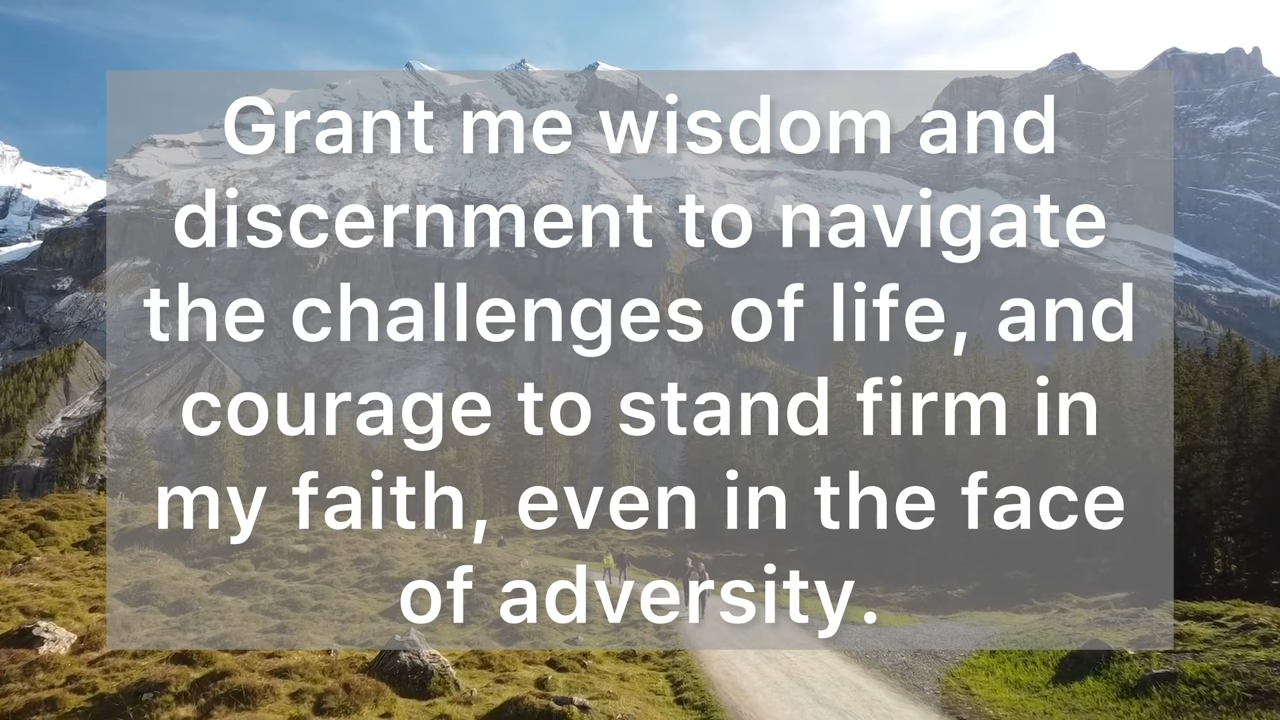 Grant me wisdom and
discernment to navigate
the challenges of life, and
courage to stand firm in
my faith, even in the face
of adversity.